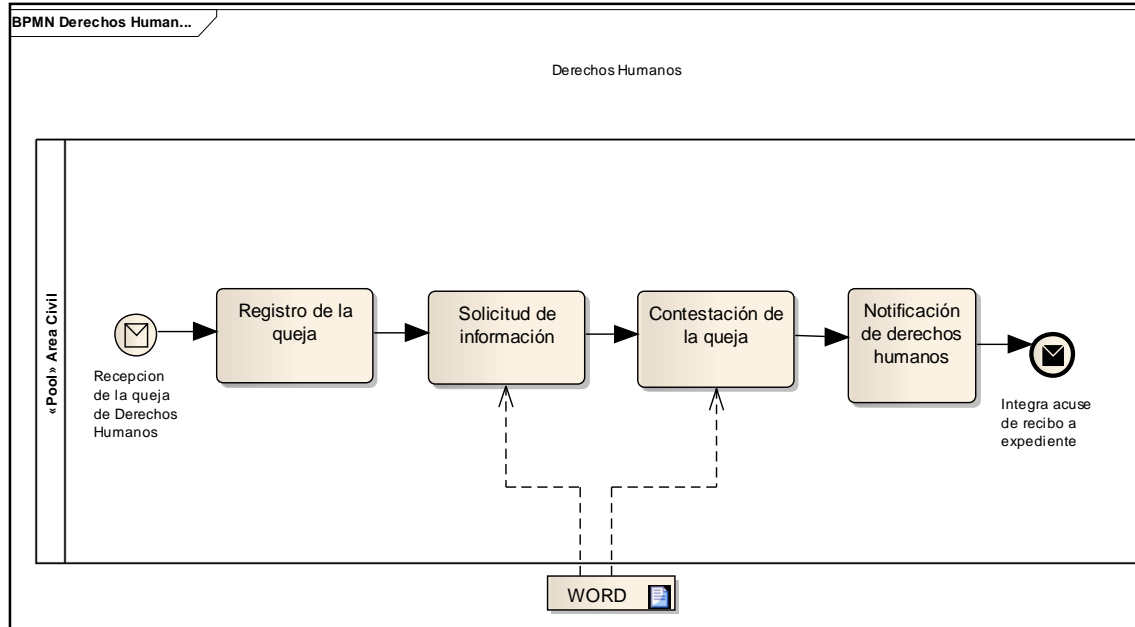 BPMN Derechos Human...
Derechos Humanos
«Pool» Area Civil
Recepcion
de la queja
de Derechos
Humanos
Registro de la
queja
Solicitud de
información
Contestación de
la queja
Notificación
de derechos
humanos
Integra acuse
de recibo a
expediente
WORD